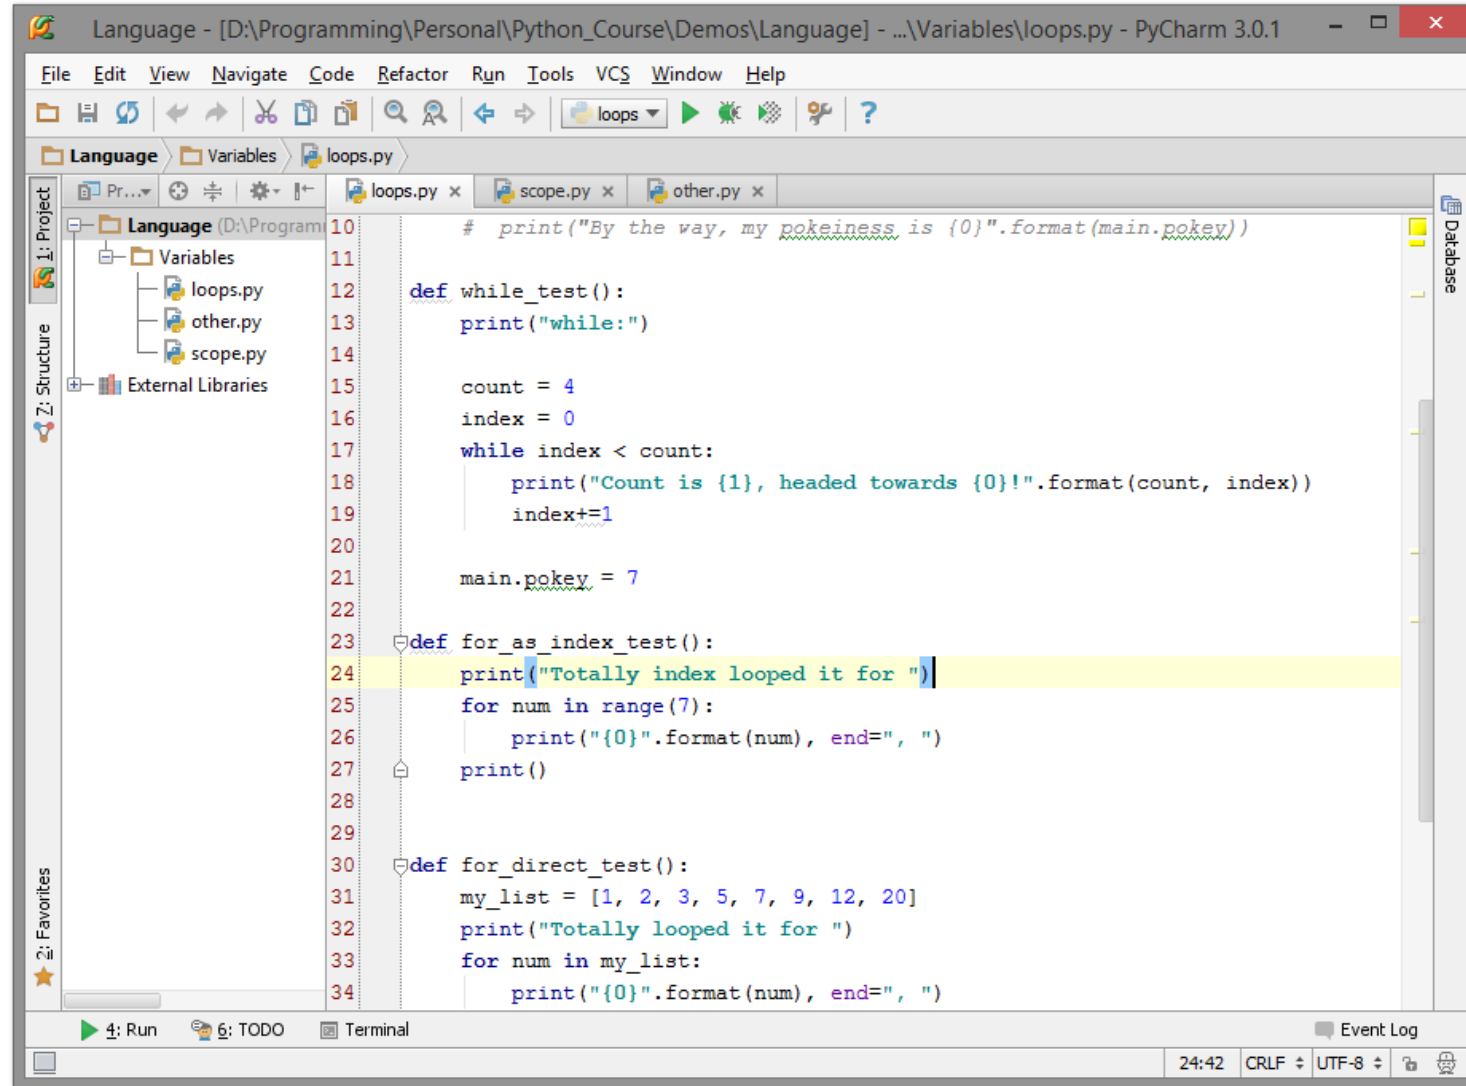 Language - [D:\Programming\Personal\Python_Course\Demos\Language] - ...\Variables\loops.py - PyCharm 3.0.1
File Edit View Navigate Code Refactor Run Tools VCS Window Help
loops
Language Variables loops.py
Pr... loops.py scope.py other.py
1: Project
7: Structure
2: Favorites
Database
Language (D:\Programi
Variables
loops.py
other.py
scope.py
External Libraries
10 # print("By the way, my pokeiness is {0}".format(main.pokey))
11
12 def while_test():
13 print("while:")
14
15 count = 4
16 index = 0
17 while index < count:
18 print("Count is {1}, headed towards {0}!".format(count, index))
19 index+=1
20
21 main.pokey = 7
22
23 def for_as_index_test():
24 print("Totally index looped it for ")
25 for num in range(7):
26 print("{0}".format(num), end=", ")
27 print()
28
29
30 def for_direct_test():
31 my_list = [1, 2, 3, 5, 7, 9, 12, 20]
32 print("Totally looped it for ")
33 for num in my_list:
34 print("{0}".format(num), end=", ")
4: Run 6: TODO Terminal Event Log
24:42 CRLF UTF-8